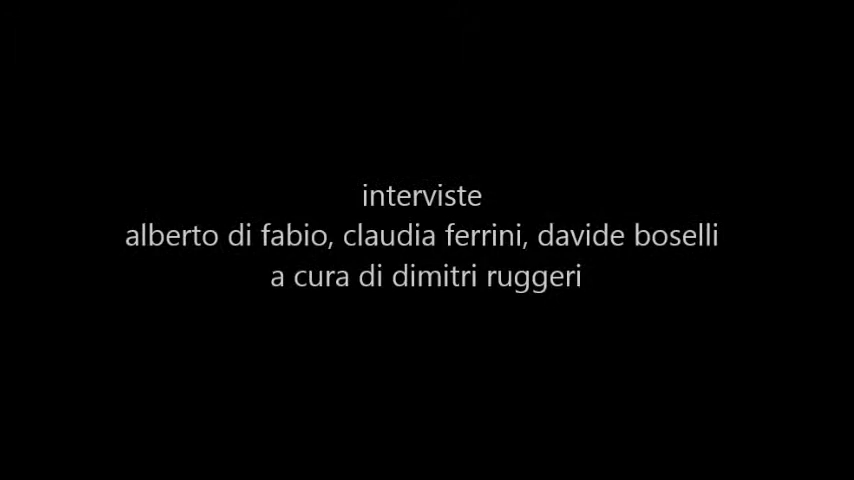 interviste
alberto di fabio, claudia ferrini, davide boselli
a cura di dimitri ruggeri